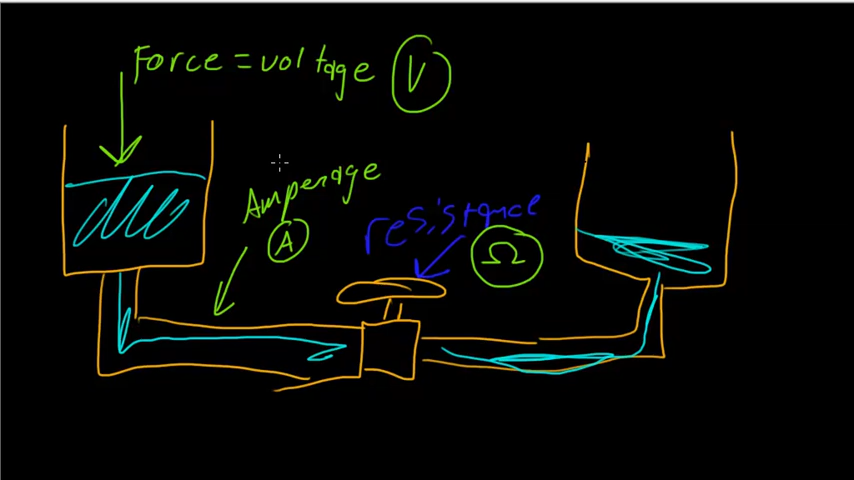 Force = voltage V
Amperage
A
resistance
Ω